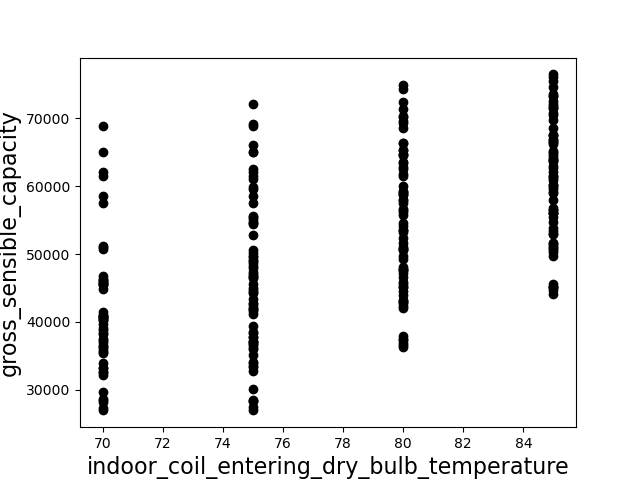 gross_sensible_capacity
70000
60000
50000
40000
30000
70 72 74 76 78 80 82 84
indoor_coil_entering_dry_bulb_temperature